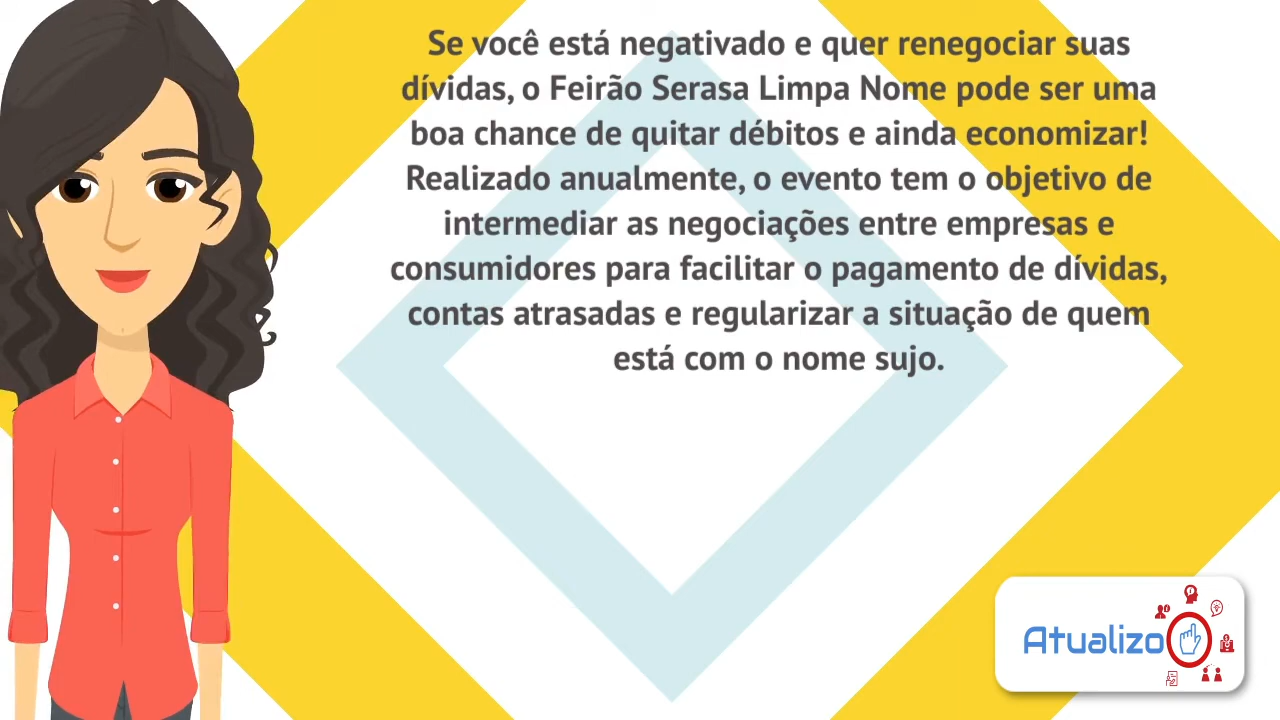 Se você está negativado e quer renegociar suas
dívidas, o Feirão Serasa Limpa Nome pode ser uma
boa chance de quitar débitos e ainda economizar!
Realizado anualmente, o evento tem o objetivo de
intermediar as negociações entre empresas e
consumidores para facilitar o pagamento de dívidas,
contas atrasadas e regularizar a situação de quem
está com o nome sujo.
Atualizo